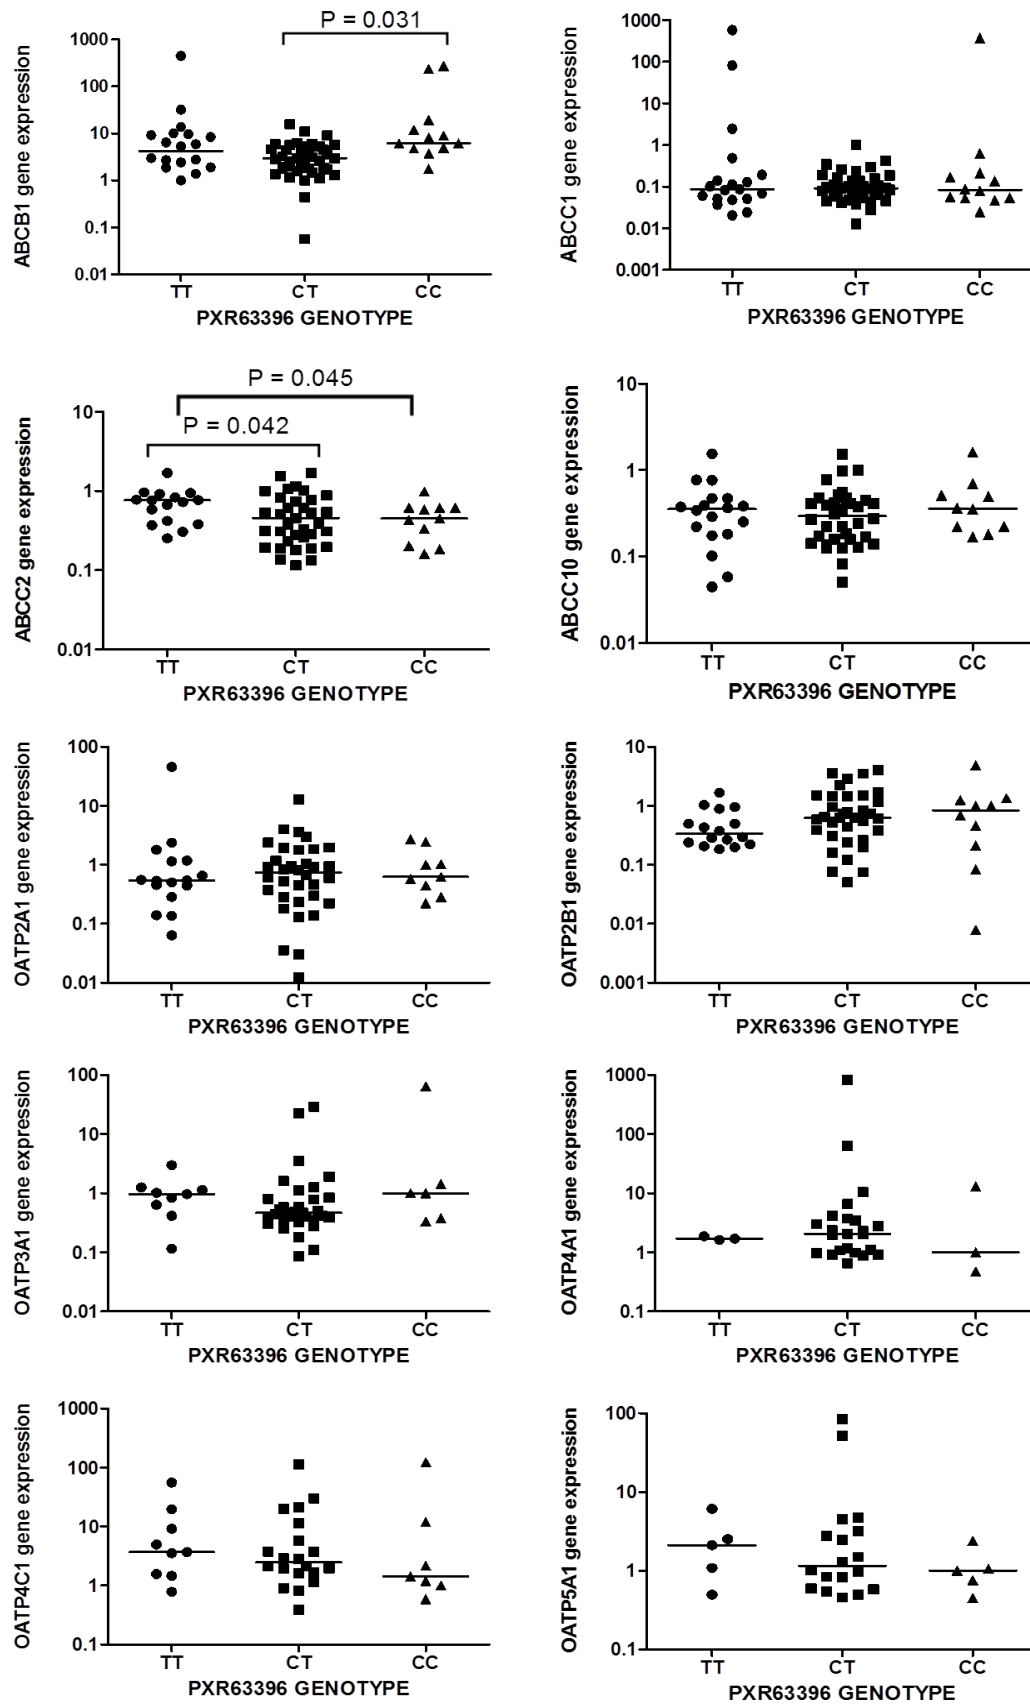 P = 0.031
ABCB1 gene expression
1000
100
10
1
0.1
0.01
TT CT CC
PXR63396 GENOTYPE
ABCC1 gene expression
1000
100
10
1
0.1
0.01
0.001
TT CT CC
PXR63396 GENOTYPE
P = 0.045
P = 0.042
ABCC2 gene expression
10
1
0.1
0.01
TT CT CC
PXR63396 GENOTYPE
ABCC10 gene expression
10
1
0.1
0.01
TT CT CC
PXR63396 GENOTYPE
OATP2A1 gene expression
100
10
1
0.1
0.01
TT CT CC
PXR63396 GENOTYPE
OATP2B1 gene expression
10
1
0.1
0.01
0.001
TT CT CC
PXR63396 GENOTYPE
OATP3A1 gene expression
100
10
1
0.1
0.01
TT CT CC
PXR63396 GENOTYPE
OATP4A1 gene expression
1000
100
10
1
0.1
TT CT CC
PXR63396 GENOTYPE
OATP4C1 gene expression
1000
100
10
1
0.1
TT CT CC
PXR63396 GENOTYPE
OATP5A1 gene expression
100
10
1
0.1
TT CT CC
PXR63396 GENOTYPE